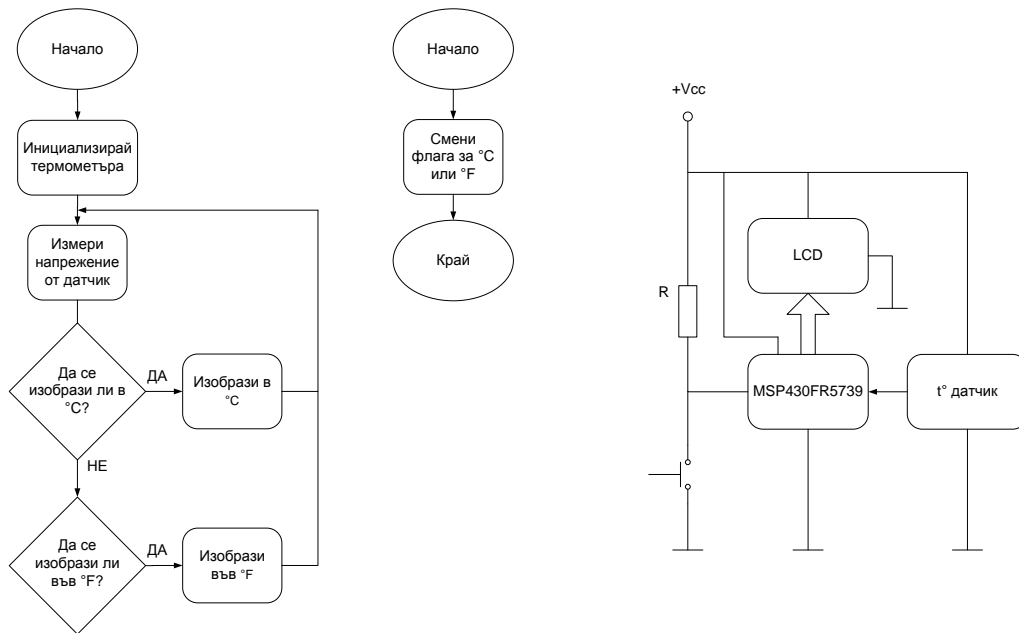 Начало
Инициализирай
термометъра
Измери
напрежение
от датчик
Да се
изобрази ли в
°C?
ДА
Изобрази в
°C
НЕ
Да се
изобрази ли
във °F?
ДА
Изобрази
във °F
Начало
Смени
флага за °C
или °F
Край
+Vcc
LCD
R
MSP430FR5739
t° датчик